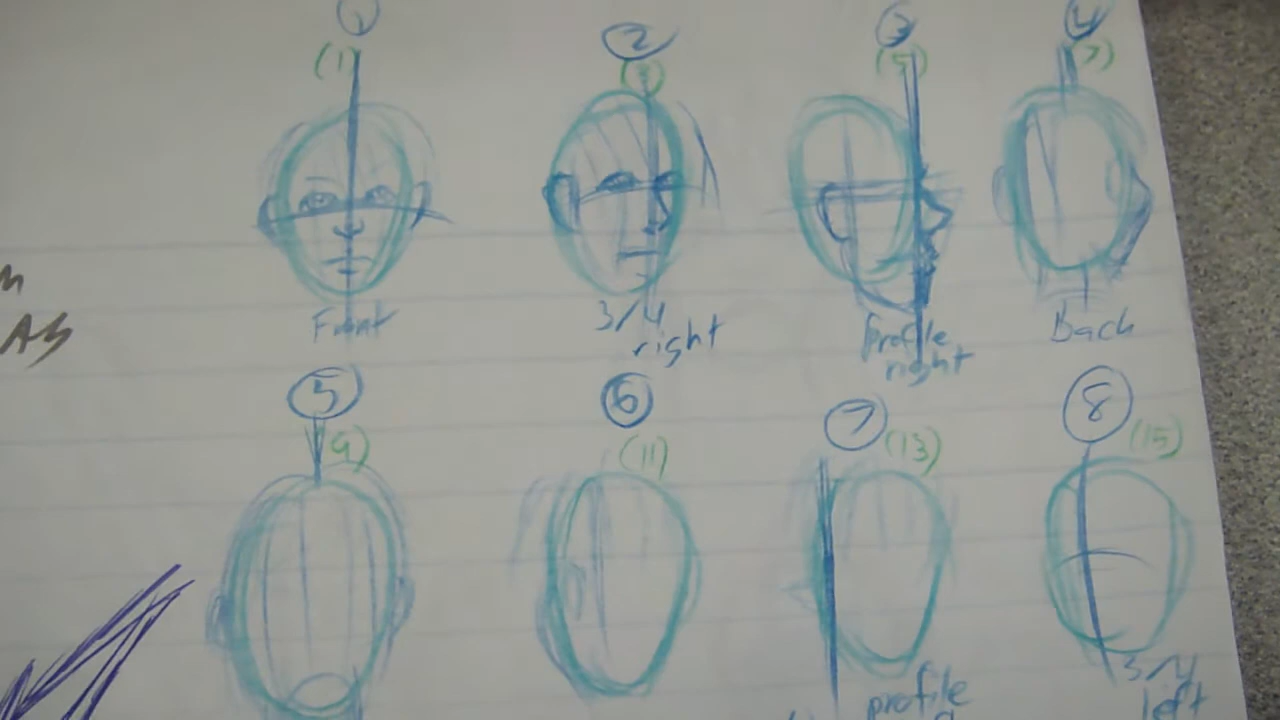 1 2 3 4
(1) (5) 7)
Front
3/4
right
profile
right
Back
AS
5 6 7 8
9) (11) (13) (15)
profile
3/4
left